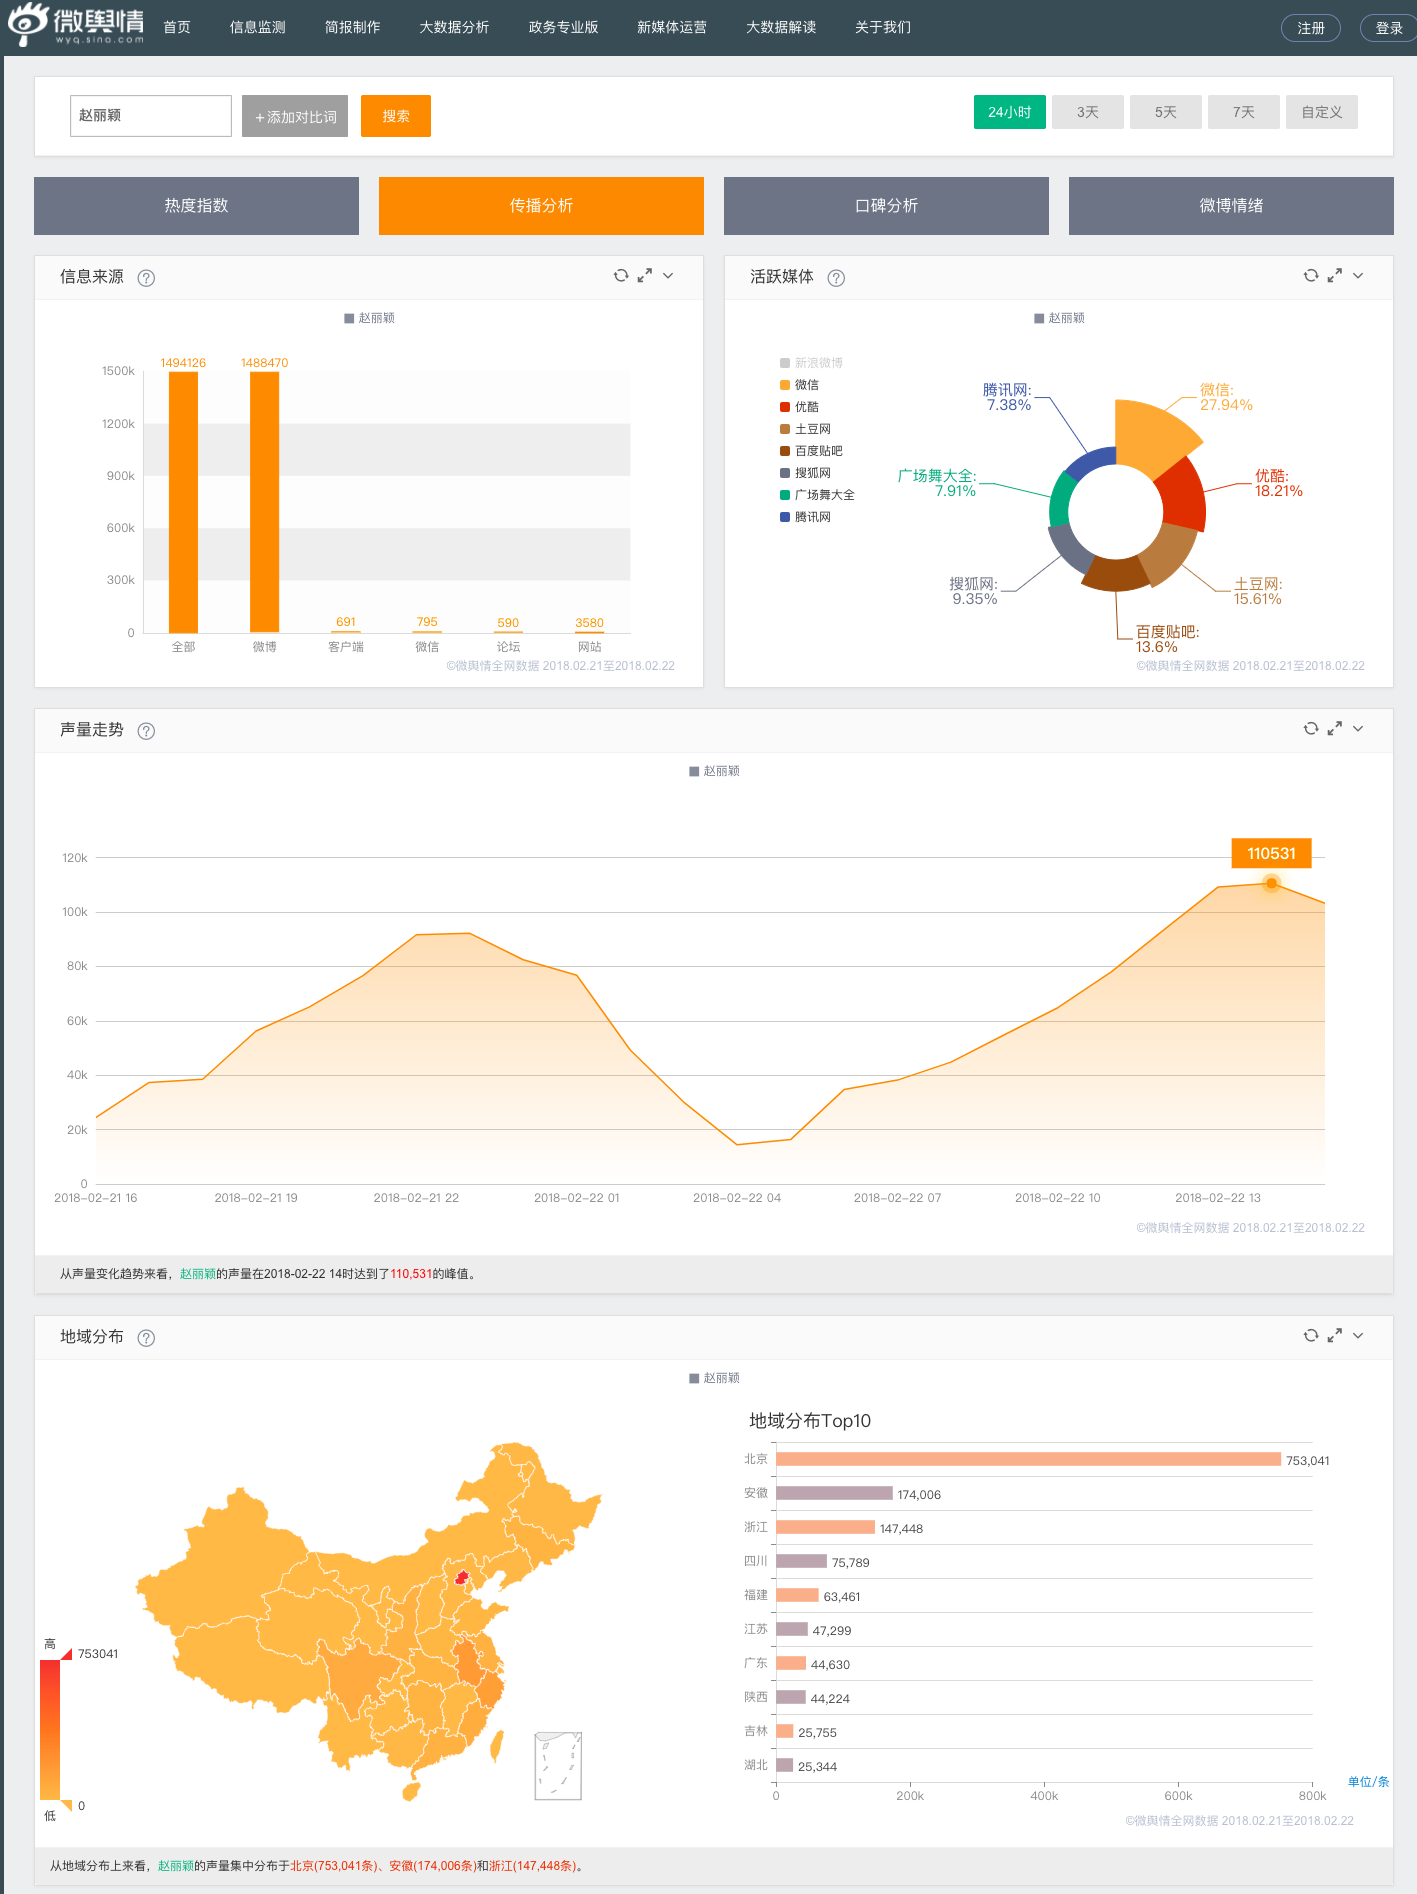 微舆情
wyq.sina.com
首页 信息监测 简报制作 大数据分析 政务专业版 新媒体运营 大数据解读 关于我们 注册 登录
赵丽颖 +添加对比词 搜索 24小时 3天 5天 7天 自定义
热度指数 传播分析 口碑分析 微博情绪
信息来源 ?
赵丽颖
1494126 1488470
1500k
1200k
900k
600k
300k
691 795 590 3580
0
全部 微博 客户端 微信 论坛 网站
©微舆情全网数据 2018.02.21至2018.02.22
活跃媒体 ?
赵丽颖
新浪微博
微信
优酷
土豆网
百度贴吧
搜狐网
广场舞大全
腾讯网
腾讯网:
7.38%
微信:
27.94%
广场舞大全:
7.91%
优酷:
18.21%
搜狐网:
9.35%
土豆网:
15.61%
百度贴吧:
13.6%
©微舆情全网数据 2018.02.21至2018.02.22
声量走势 ?
赵丽颖
110531
120k
100k
80k
60k
40k
20k
0
2018-02-21 16 2018-02-21 19 2018-02-21 22 2018-02-22 01 2018-02-22 04 2018-02-22 07 2018-02-22 10 2018-02-22 13
©微舆情全网数据 2018.02.21至2018.02.22
从声量变化趋势来看，赵丽颖的声量在2018-02-22 14时达到了110,531的峰值。
地域分布 ?
赵丽颖
高
753041
0
低
地域分布Top10
北京 753,041
安徽 174,006
浙江 147,448
四川 75,789
福建 63,461
江苏 47,299
广东 44,630
陕西 44,224
吉林 25,755
湖北 25,344
单位/条
0 200k 400k 600k 800k
©微舆情全网数据 2018.02.21至2018.02.22
从地域分布上来看，赵丽颖的声量集中分布于北京(753,041条)、安徽(174,006条)和浙江(147,448条)。